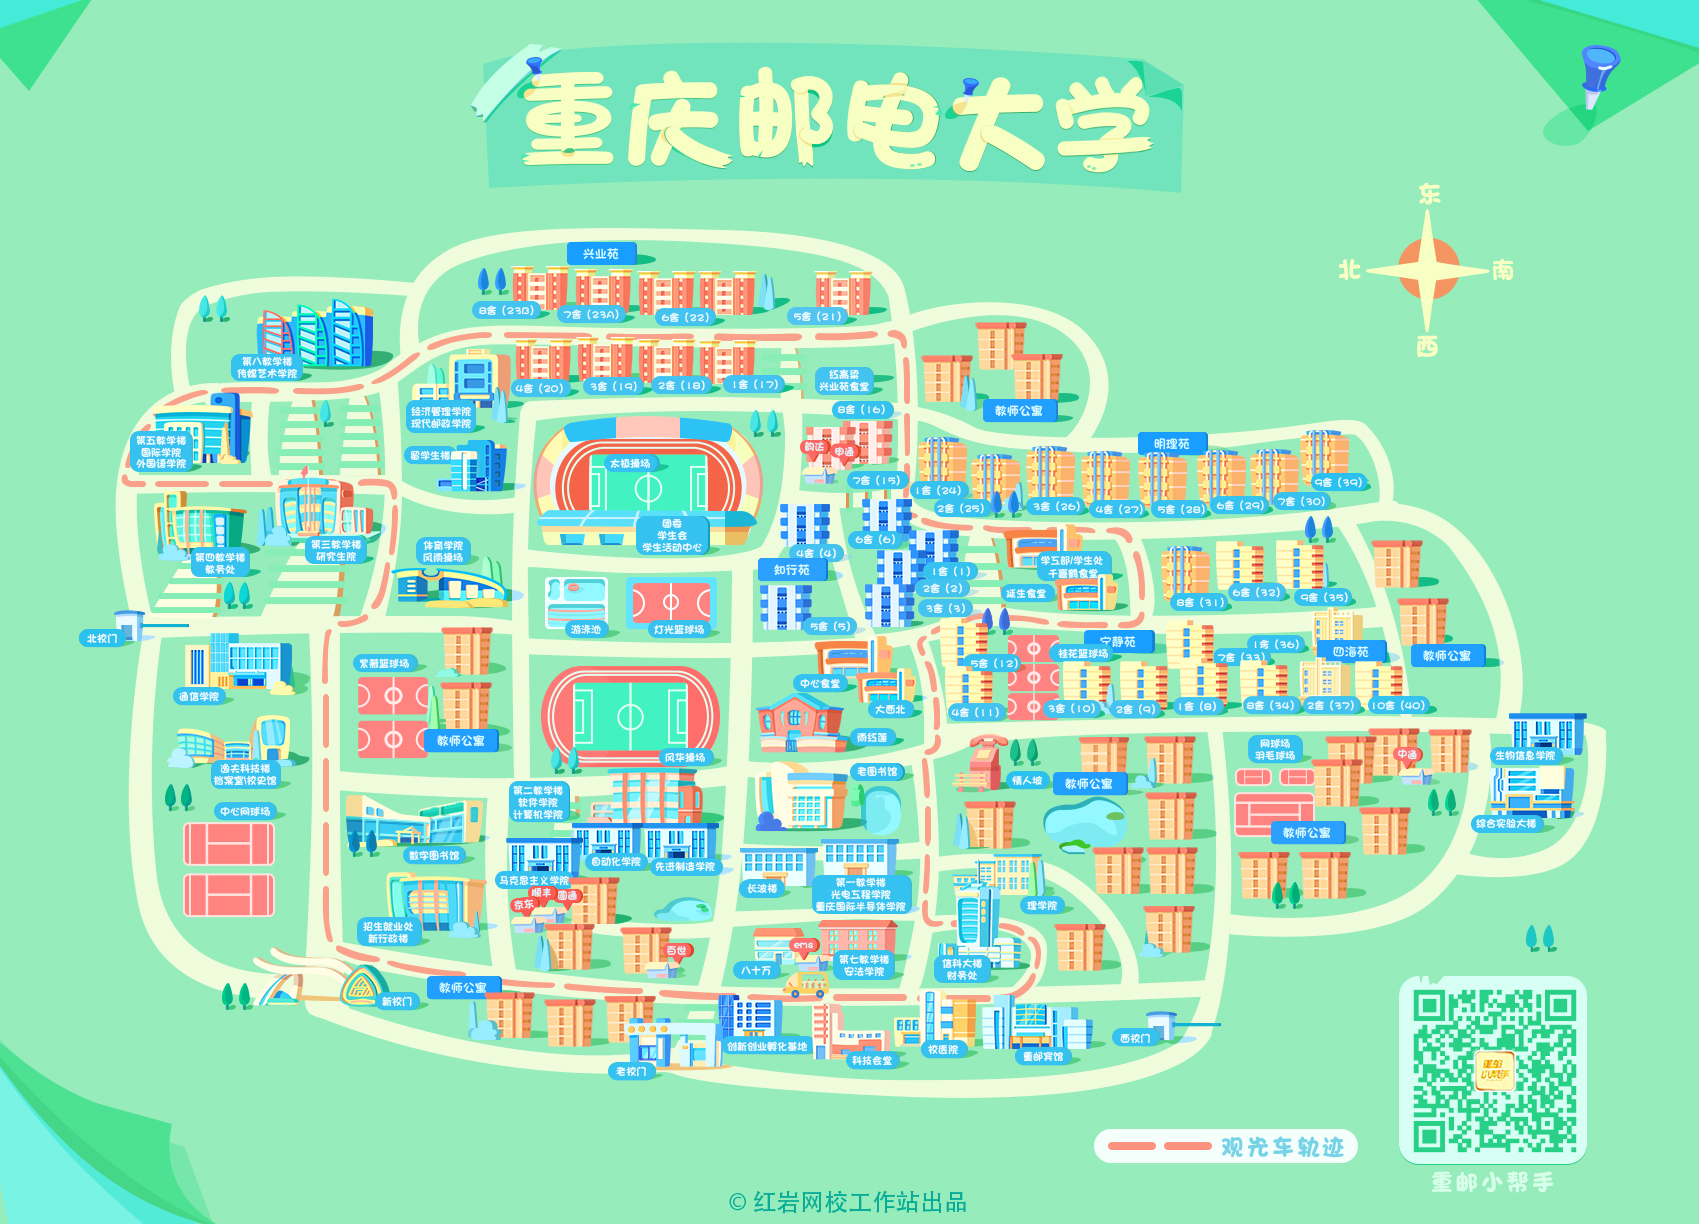 重庆邮电大学
东
北
南
西
兴业苑
8舍（23B）
7舍（23A）
6舍（22）
5舍（21）
第八教学楼
传媒艺术学院
4舍（20）
3舍（19）
2舍（18）
1舍（17）
红高粱
兴业苑食堂
经济管理学院
现代邮政学院
8舍（16）
教师公寓
第五教学楼
国际学院
外国语学院
留学生楼
太极操场
韵达
申通
7舍（15）
明理苑
1舍（24）
2舍（25）
3舍（26）
4舍（27）
5舍（28）
6舍（29）
7舍（30）
9舍（39）
第四教学楼
教务处
第三教学楼
研究生院
体育学院
风雨操场
团委
学生会
学生活动中心
4舍（4）
6舍（6）
知行苑
1舍（1）
2舍（2）
3舍（3）
5舍（5）
学工部/学生处
千喜鹤食堂
延生食堂
8舍（31）
6舍（32）
9舍（35）
北校门
游泳池
灯光篮球场
紫薇篮球场
通信学院
中心食堂
大西北
5舍（12）
桂花篮球场
宁静苑
7舍（33）
1舍（36）
四海苑
教师公寓
4舍（11）
3舍（10）
2舍（9）
1舍（8）
8舍（34）
2舍（37）
10舍（40）
教师公寓
风华操场
雨红莲
渔夫科技楼
档案室\校史馆
中心网球场
第二教学楼
软件学院
计算机学院
老图书馆
情人坡
教师公寓
网球场
羽毛球场
中通
生物信息学院
综合实验大楼
教师公寓
数字图书馆
自动化学院
先进制造学院
马克思主义学院
顺丰
圆通
京东
长波楼
第一教学楼
光电工程学院
重庆国际半导体学院
理学院
招生就业处
新行政楼
百世
ems
八十万
第七教学楼
安法学院
信科大楼
财务处
新校门
教师公寓
创新创业孵化基地
科技会堂
校医院
重邮宾馆
西校门
老校门
观光车轨迹
重邮
小帮手
重邮小帮手
© 红岩网校工作站出品